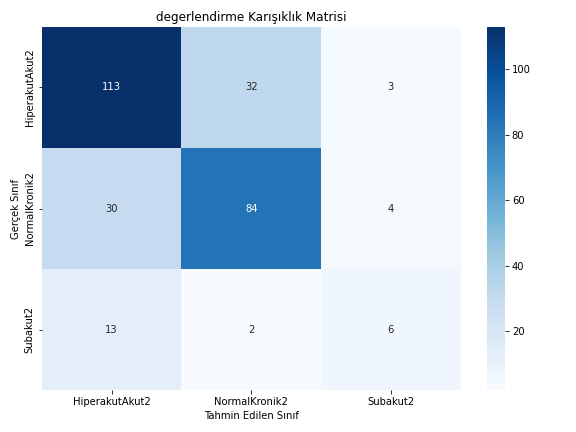 degerlendirme Karışıklık Matrisi
Gerçek Sınıf
HiperakutAkut2
113 32 3
NormalKronik2
30 84 4
Subakut2
13 2 6
HiperakutAkut2 NormalKronik2 Subakut2
Tahmin Edilen Sınıf
100
80
60
40
20